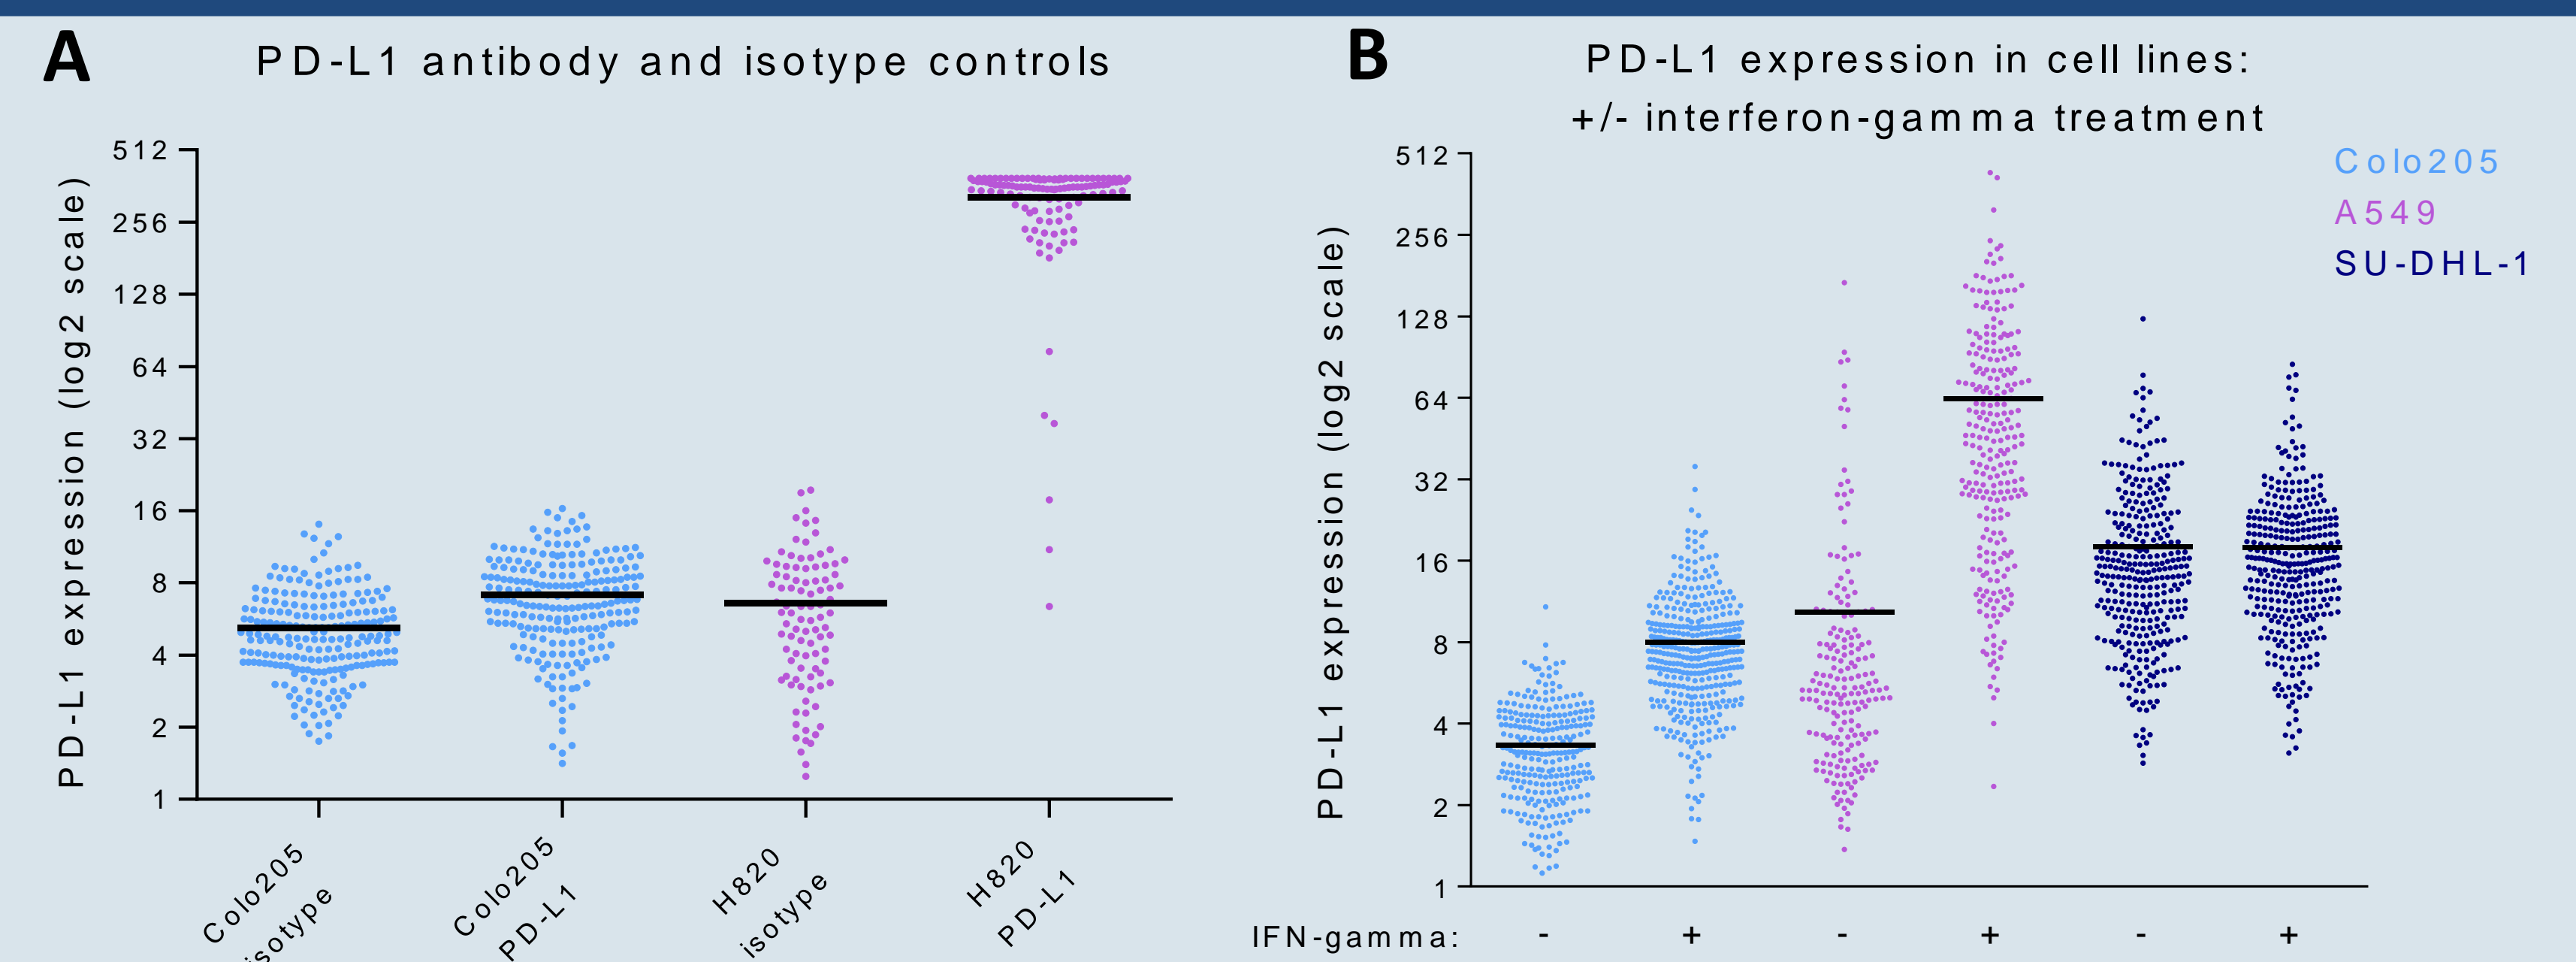 A
PD-L1 antibody and isotype controls
PD-L1 expression (log2 scale)
512
256
128
64
32
16
8
4
2
1
Colo205
isotype
Colo205
PD-L1
H820
isotype
H820
PD-L1
B
PD-L1 expression in cell lines:
+/- interferon-gamma treatment
PD-L1 expression (log2 scale)
512
256
128
64
32
16
8
4
2
1
Colo205
A549
SU-DHL-1
IFN-gamma: - + - + - +